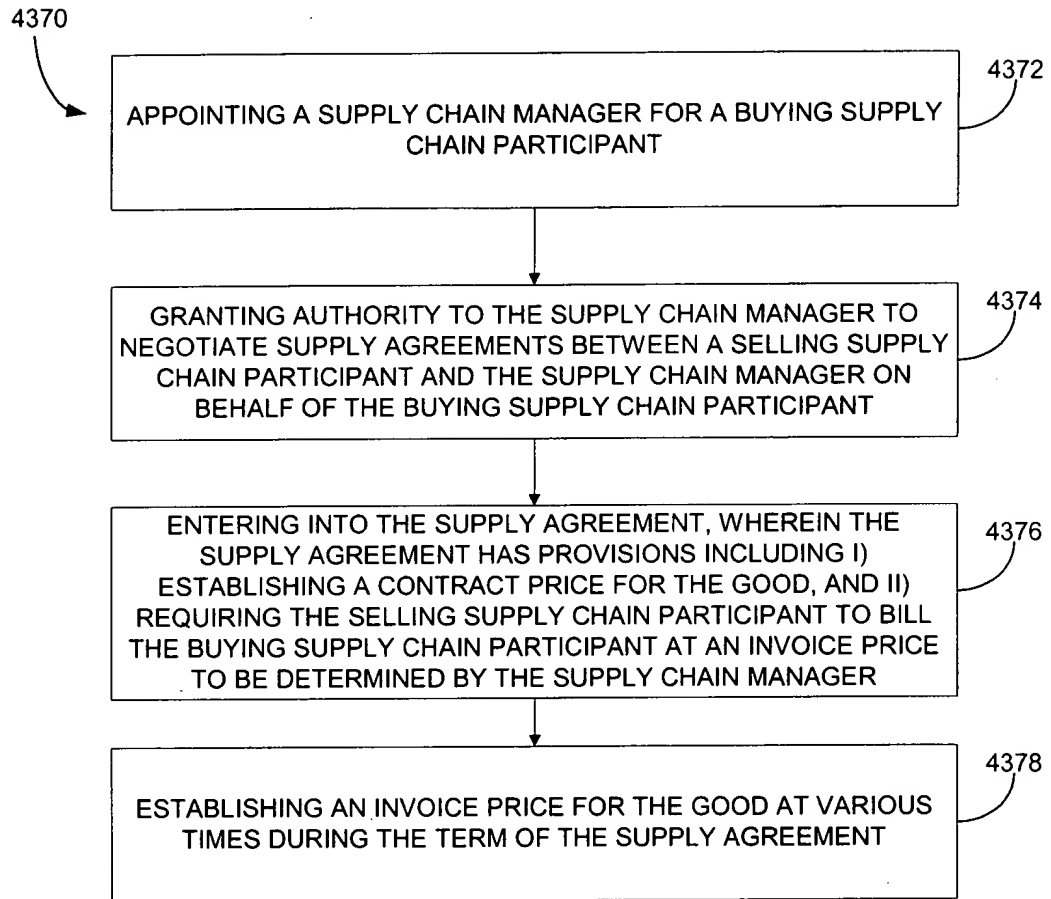 4370
4372
APPOINTING A SUPPLY CHAIN MANAGER FOR A BUYING SUPPLY
CHAIN PARTICIPANT
4374
GRANTING AUTHORITY TO THE SUPPLY CHAIN MANAGER TO
NEGOTIATE SUPPLY AGREEMENTS BETWEEN A SELLING SUPPLY
CHAIN PARTICIPANT AND THE SUPPLY CHAIN MANAGER ON
BEHALF OF THE BUYING SUPPLY CHAIN PARTICIPANT
4376
ENTERING INTO THE SUPPLY AGREEMENT, WHEREIN THE
SUPPLY AGREEMENT HAS PROVISIONS INCLUDING I)
ESTABLISHING A CONTRACT PRICE FOR THE GOOD, AND II)
REQUIRING THE SELLING SUPPLY CHAIN PARTICIPANT TO BILL
THE BUYING SUPPLY CHAIN PARTICIPANT AT AN INVOICE PRICE
TO BE DETERMINED BY THE SUPPLY CHAIN MANAGER
4378
ESTABLISHING AN INVOICE PRICE FOR THE GOOD AT VARIOUS
TIMES DURING THE TERM OF THE SUPPLY AGREEMENT